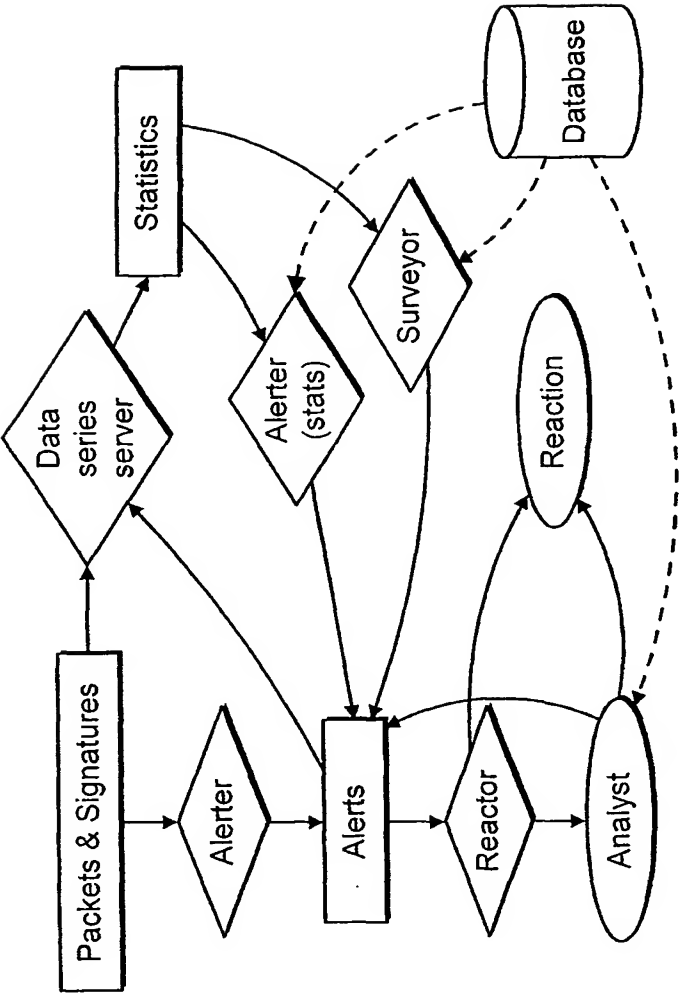 Packets & Signatures
Data
series
server
Statistics
Alerter
Alerter
(stats)
Surveyor
Database
Alerts
Reactor
Reaction
Analyst